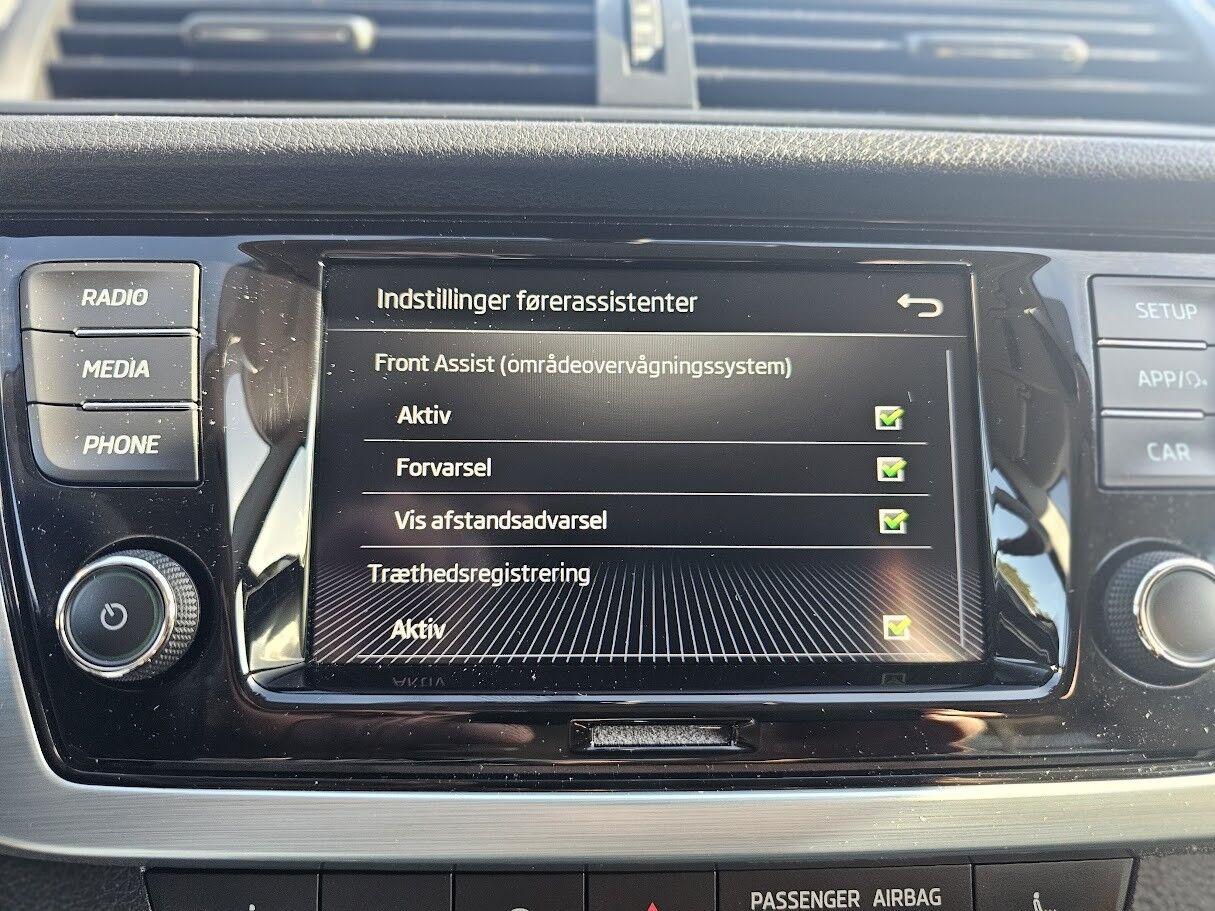 RADIO
MEDIA
PHONE
Indstillinger førerassistenter
Front Assist (områdeovervågningssystem)
Aktiv
Forvarsel
Vis afstandsadvarsel
Træthedsregistrering
Aktiv
SETUP
APP/
CAR
PASSENGER AIRBAG